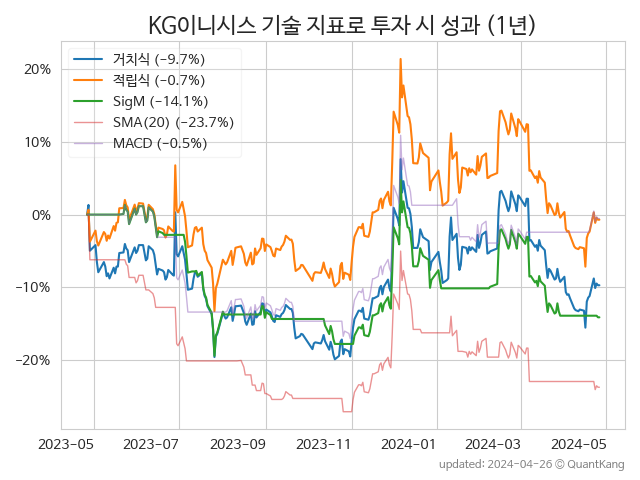 KG이니시스 기술 지표로 투자 시 성과 (1년)
거치식 (−9.7%)
적립식 (−0.7%)
SigM (−14.1%)
SMA(20) (−23.7%)
MACD (−0.5%)
20%
10%
0%
−10%
−20%
2023-05 2023-07 2023-09 2023-11 2024-01 2024-03 2024-05
updated: 2024-04-26 © QuantKang